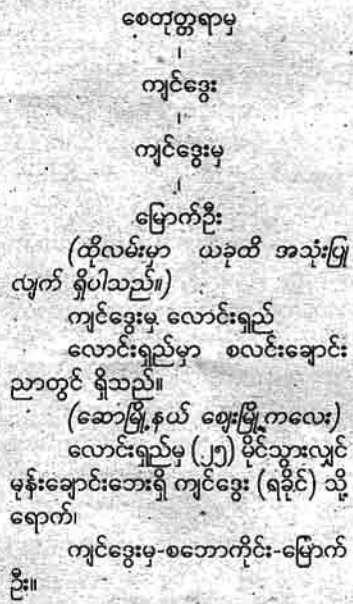 စေတုတ္တရာမှ
၊
ကျင်ဒွေး
၊
ကျင်ဒွေးမှ
၊
မြောက်ဦး
(ထိုလမ်းမှာ ယခုထိ အသုံးပြု
လျက် ရှိပါသည်။)
ကျင်ဒွေးမှ လောင်းရှည်
လောင်းရှည်မှာ စလင်းချောင်း
ညာတွင် ရှိသည်။
(ဆောမြို့နယ် ဈေးမြို့ကလေး)
လောင်းရှည်မှ (၂၅) မိုင်သွားလျှင်
မုန်းချောင်းဘေးရှိ ကျင်ဒွေး (ရခိုင်) သို့
ရောက်၊
ကျင်ဒွေးမှ-စဘောကိုင်း-မြောက်
ဦး။